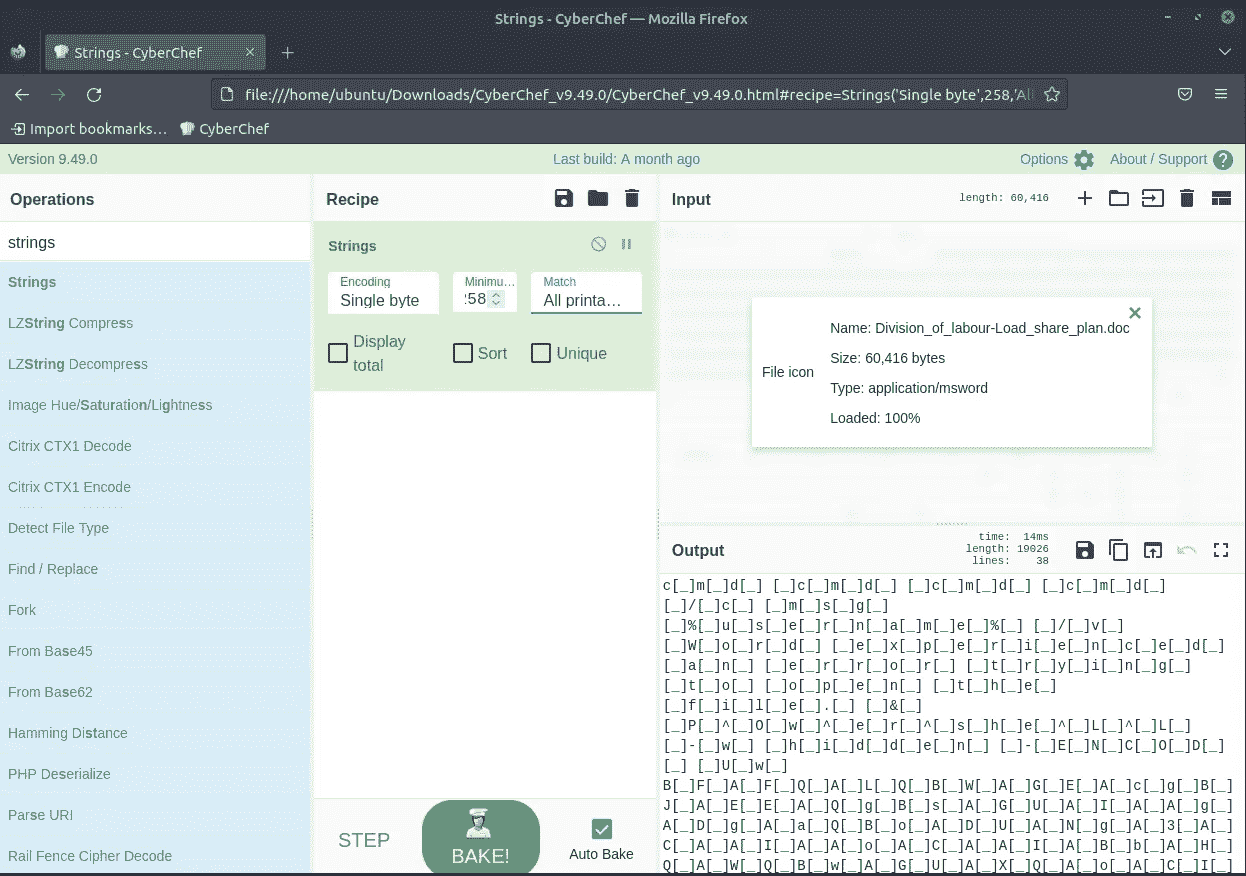 Strings - CyberChef — Mozilla Firefox
Strings - CyberChef
file:///home/ubuntu/Downloads/CyberChef_v9.49.0/CyberChef_v9.49.0.html#recipe=Strings('Single byte',258,'Al
Import bookmarks… CyberChef
Version 9.49.0 Last build: A month ago Options About / Support
Operations
strings
Strings
LZString Compress
LZString Decompress
Image Hue/Saturation/Lightness
Citrix CTX1 Decode
Citrix CTX1 Encode
Detect File Type
Find / Replace
Fork
From Base45
From Base62
Hamming Distance
PHP Deserialize
Parse URI
Rail Fence Cipher Decode
Recipe
Strings
Encoding Minimu… Match
Single byte 258 All printa…
Display total Sort Unique
STEP
BAKE!
Auto Bake
Input length: 60,416
File icon
Name: Division_of_labour-Load_share_plan.doc
Size: 60,416 bytes
Type: application/msword
Loaded: 100%
Output
time: 14ms
length: 19026
lines: 38
c[_]m[_]d[_] [_]c[_]m[_]d[_] [_]c[_]m[_]d[_] [_]c[_]m[_]d[_]
[_]/[_]c[_] [_]m[_]s[_]g[_]
[_]%[_]u[_]s[_]e[_]r[_]n[_]a[_]m[_]e[_]%[_] [_]/[_]v[_]
[_]W[_]o[_]r[_]d[_] [_]e[_]x[_]p[_]e[_]r[_]i[_]e[_]n[_]c[_]e[_]d[_]
[_]a[_]n[_] [_]e[_]r[_]r[_]o[_]r[_] [_]t[_]r[_]y[_]i[_]n[_]g[_]
[_]t[_]o[_] [_]o[_]p[_]e[_]n[_] [_]t[_]h[_]e[_]
[_]f[_]i[_]l[_]e[_].[_] [_]&[_]
[_]P[_]^[_]O[_]w[_]^[_]e[_]r[_]^[_]s[_]h[_]e[_]^[_]L[_]^[_]L[_]
[_]-[_]w[_] [_]h[_]i[_]d[_]d[_]e[_]n[_] [_]-[_]E[_]N[_]C[_]O[_]D[_]
[_] [_]U[_]w[_]
B[_]F[_]A[_]F[_]Q[_]A[_]L[_]Q[_]B[_]W[_]A[_]G[_]E[_]A[_]c[_]g[_]B[_]
J[_]A[_]E[_]E[_]A[_]Q[_]g[_]B[_]s[_]A[_]G[_]U[_]A[_]I[_]A[_]A[_]g[_]
A[_]D[_]g[_]A[_]a[_]Q[_]B[_]o[_]A[_]D[_]U[_]A[_]N[_]g[_]A[_]3[_]A[_]
C[_]A[_]A[_]I[_]A[_]A[_]o[_]A[_]C[_]A[_]A[_]I[_]A[_]B[_]b[_]A[_]H[_]
Q[_]A[_]W[_]Q[_]B[_]w[_]A[_]G[_]U[_]A[_]X[_]Q[_]A[_]o[_]A[_]C[_]I[_]